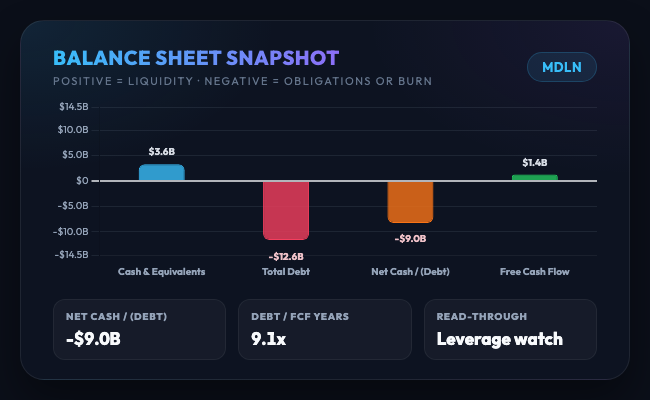 BALANCE SHEET SNAPSHOT
MDLN
POSITIVE = LIQUIDITY · NEGATIVE = OBLIGATIONS OR BURN
$14.5B
$10.0B
$5.0B
$0
-$5.0B
-$10.0B
-$14.5B
$3.6B
-$12.6B
-$9.0B
$1.4B
Cash & Equivalents
Total Debt
Net Cash / (Debt)
Free Cash Flow
NET CASH / (DEBT)
-$9.0B
DEBT / FCF YEARS
9.1x
READ-THROUGH
Leverage watch